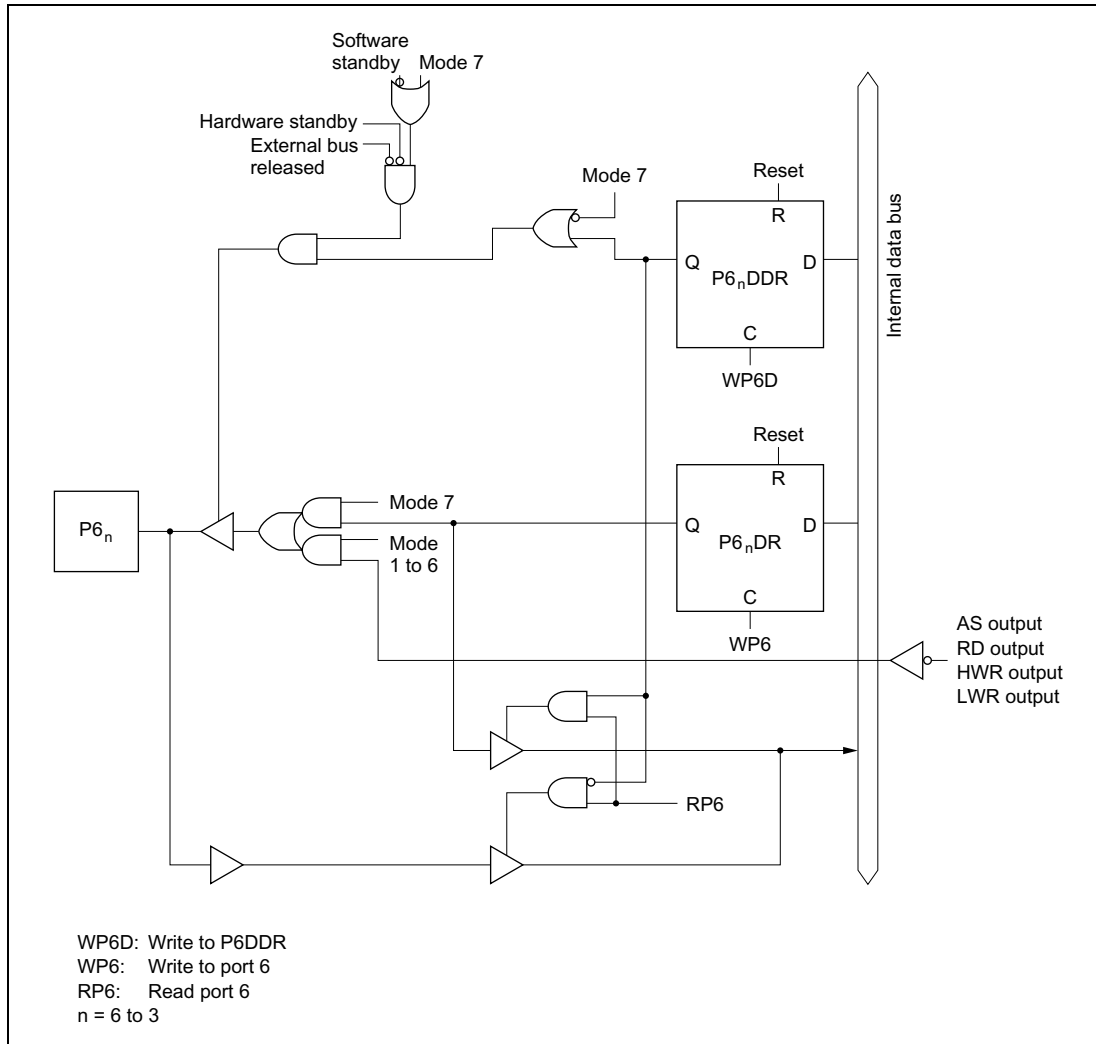 Software
standby
Mode 7
Hardware standby
External bus
released
Mode 7
Reset
R
Q
D
P6nDDR
C
WP6D
Internal data bus
Reset
R
P6n
Mode 7
Mode
1 to 6
Q
D
P6nDR
C
WP6
AS output
RD output
HWR output
LWR output
RP6
WP6D: Write to P6DDR
WP6: Write to port 6
RP6: Read port 6
n = 6 to 3